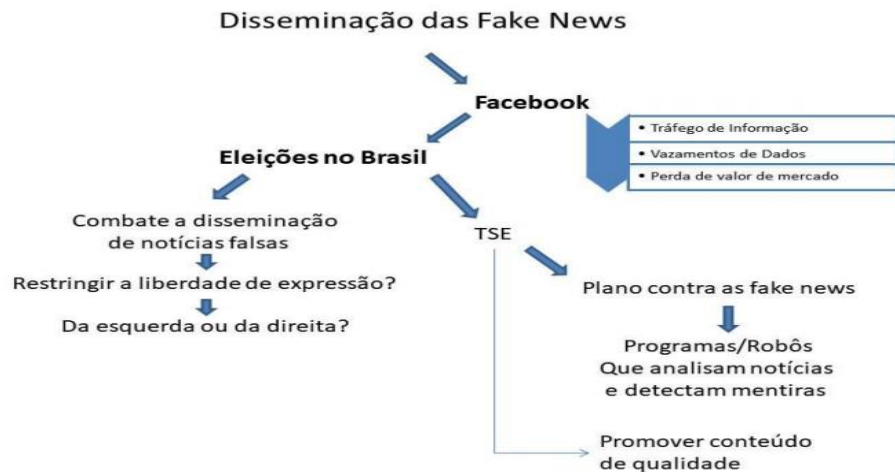 Disseminação das Fake News
Facebook
• Tráfego de Informação
• Vazamentos de Dados
• Perda de valor de mercado
Eleições no Brasil
Combate a disseminação
de notícias falsas
Restringir a liberdade de expressão?
Da esquerda ou da direita?
TSE
Plano contra as fake news
Programas/Robôs
Que analisam notícias
e detectam mentiras
Promover conteúdo
de qualidade